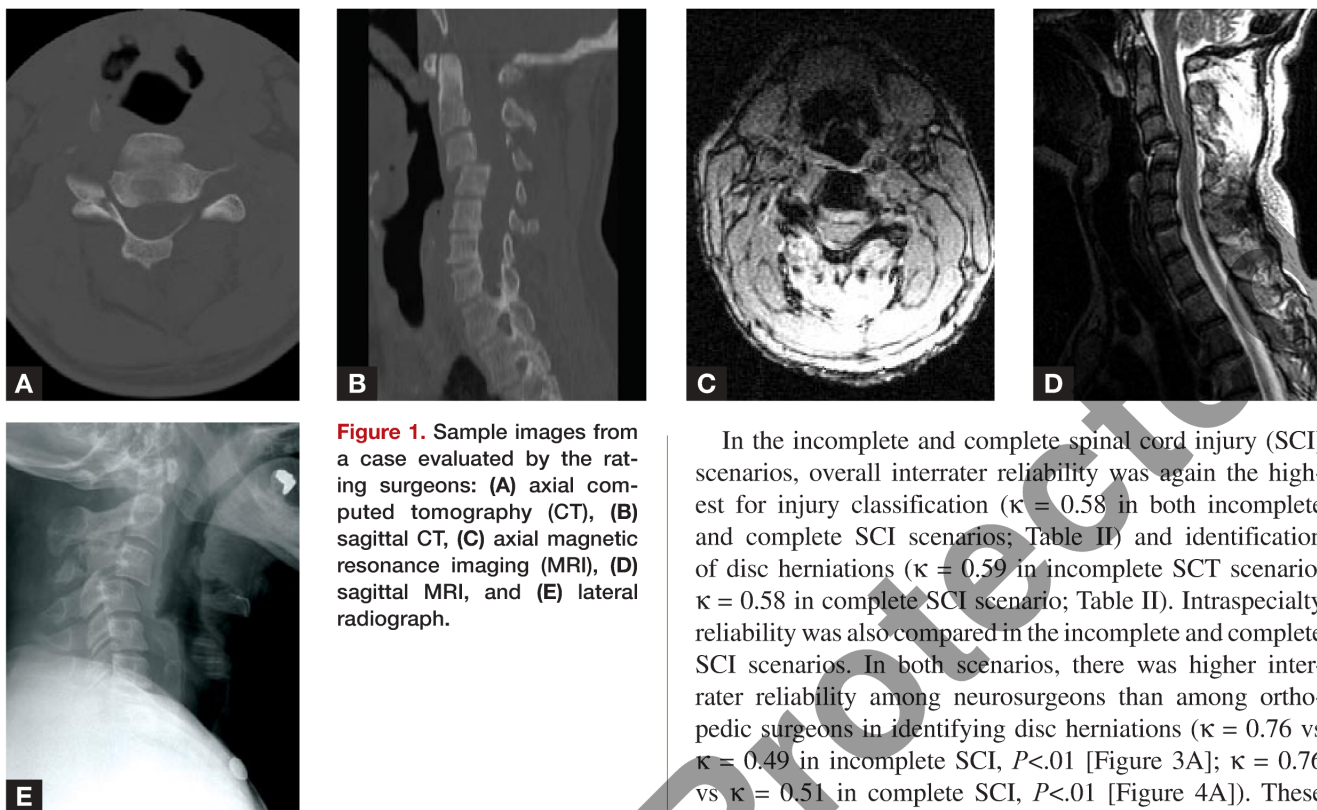 A
B
C
D
E
Figure 1. Sample images from
a case evaluated by the rat-
ing surgeons: (A) axial com-
puted tomography (CT), (B)
sagittal CT, (C) axial magnetic
resonance imaging (MRI), (D)
sagittal MRI, and (E) lateral
radiograph.
In the incomplete and complete spinal cord injury (SCI)
scenarios, overall interrater reliability was again the high-
est for injury classification (κ = 0.58 in both incomplete
and complete SCI scenarios; Table II) and identification
of disc herniations (κ = 0.59 in incomplete SCT scenario
κ = 0.58 in complete SCI scenario; Table II). Intraspecialty
reliability was also compared in the incomplete and complete
SCI scenarios. In both scenarios, there was higher inter-
rater reliability among neurosurgeons than among ortho-
pedic surgeons in identifying disc herniations (κ = 0.76 vs
κ = 0.49 in incomplete SCI, P<.01 [Figure 3A]; κ = 0.76
vs κ = 0.51 in complete SCI, P<.01 [Figure 4A]). These
Protect